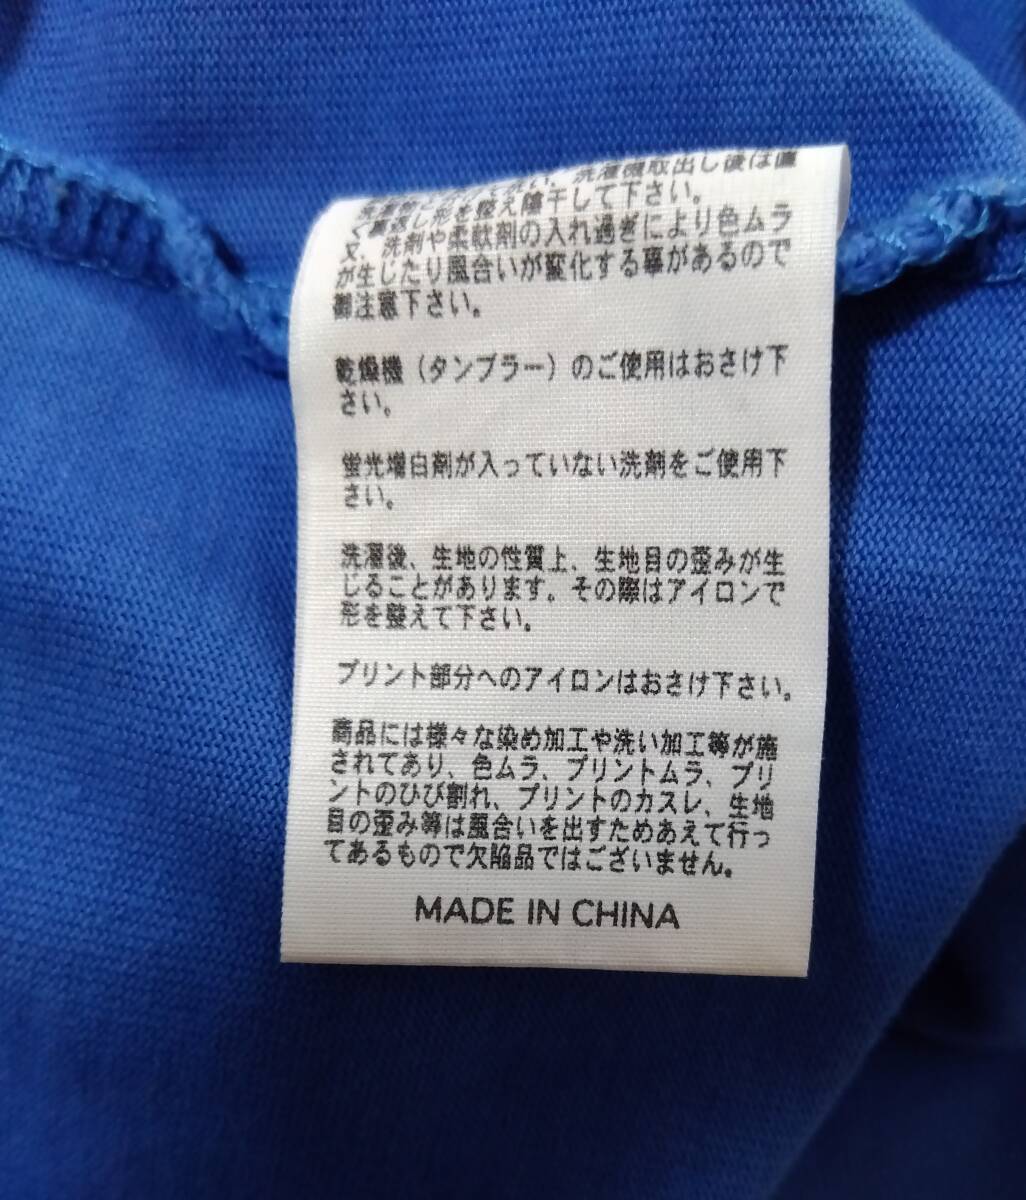 洗濯機取出し後は直
く裏返し形を整え陰干して下さい。
又、洗剤や柔軟剤の入れ過ぎにより色ムラ
が生じたり風合いが変化する事があるので
御注意下さい。
乾燥機（タンブラー）のご使用はおさけ下
さい。
蛍光増白剤が入っていない洗剤をご使用下
さい。
洗濯後、生地の性質上、生地目の歪みが生
じることがあります。その際はアイロンで
形を整えて下さい。
プリント部分へのアイロンはおさけ下さい。
商品には様々な染め加工や洗い加工等が施
されてあり、色ムラ、プリントムラ、プリ
ントのひび割れ、プリントのカスレ、生地
目の歪み等は風合いを出すためあえて行っ
てあるもので欠陥品ではございません。
MADE IN CHINA